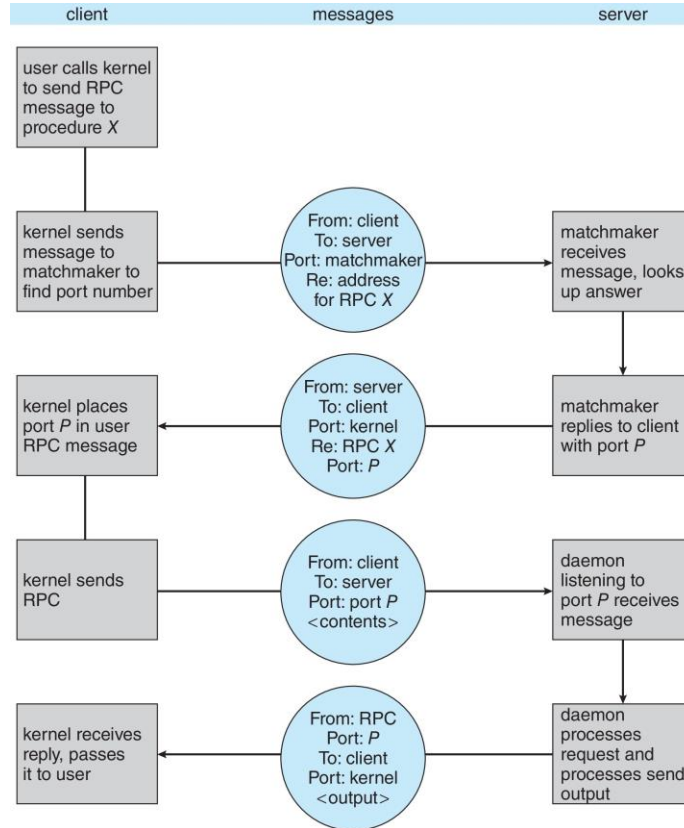 client
messages
server
user calls kernel
to send RPC
message to
procedure X
kernel sends
message to
matchmaker to
find port number
From: client
To: server
Port: matchmaker
Re: address
for RPC X
matchmaker
receives
message, looks
up answer
kernel places
port P in user
RPC message
From: server
To: client
Port: kernel
Re: RPC X
Port: P
matchmaker
replies to client
with port P
kernel sends
RPC
From: client
To: server
Port: port P
<contents>
daemon
listening to
port P receives
message
kernel receives
reply, passes
it to user
From: RPC
Port: P
To: client
Port: kernel
<output>
daemon
processes
request and
processes send
output